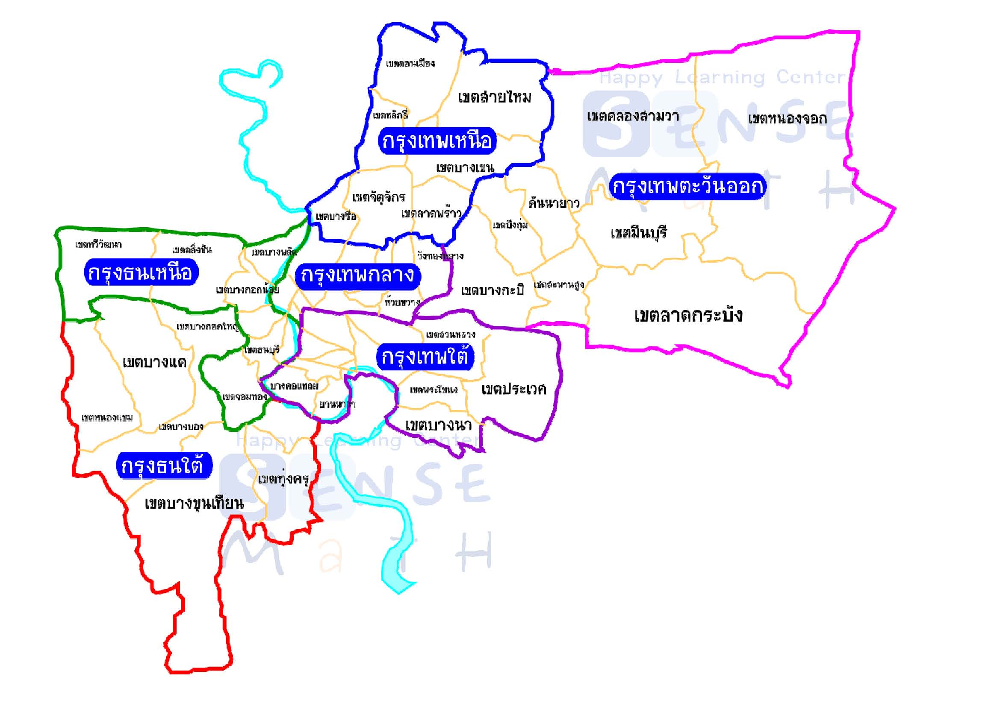 เขตดอนเมือง
Happy Learning Center
เขตสายไหม
SENSE
เขตหลักสี่
เขตคลองสามวา
เขตหนองจอก
กรุงเทพเหนือ
เขตบางเขน
MaTH
กรุงเทพตะวันออก
เขตจัตุจักร
คันนายาว
เขตบางซื่อ
เขตลาดพร้าว
เขตบึงกุ่ม
เขตมีนบุรี
เขตทวีวัฒนา
เขตตลิ่งชัน
เขตบางพลัด
วังทองหลาง
กรุงธนเหนือ
กรุงเทพกลาง
เขตบางกอกน้อย
เขตบางกะปิ
เขตสะพานสูง
ห้วยขวาง
เขตลาดกระบัง
เขตบางกอกใหญ่
เขตสวนหลวง
เขตธนบุรี
กรุงเทพใต้
เขตบางแค
บางคอแหลม
เขตพระโขนง
เขตประเวศ
เขตจอมทอง
ยานนาวา
เขตหนองแขม
เขตบางบอน
เขตบางนา
Happy Learning Center
กรุงธนใต้
SENSE
เขตทุ่งครุ
เขตบางขุนเทียน
MaTH